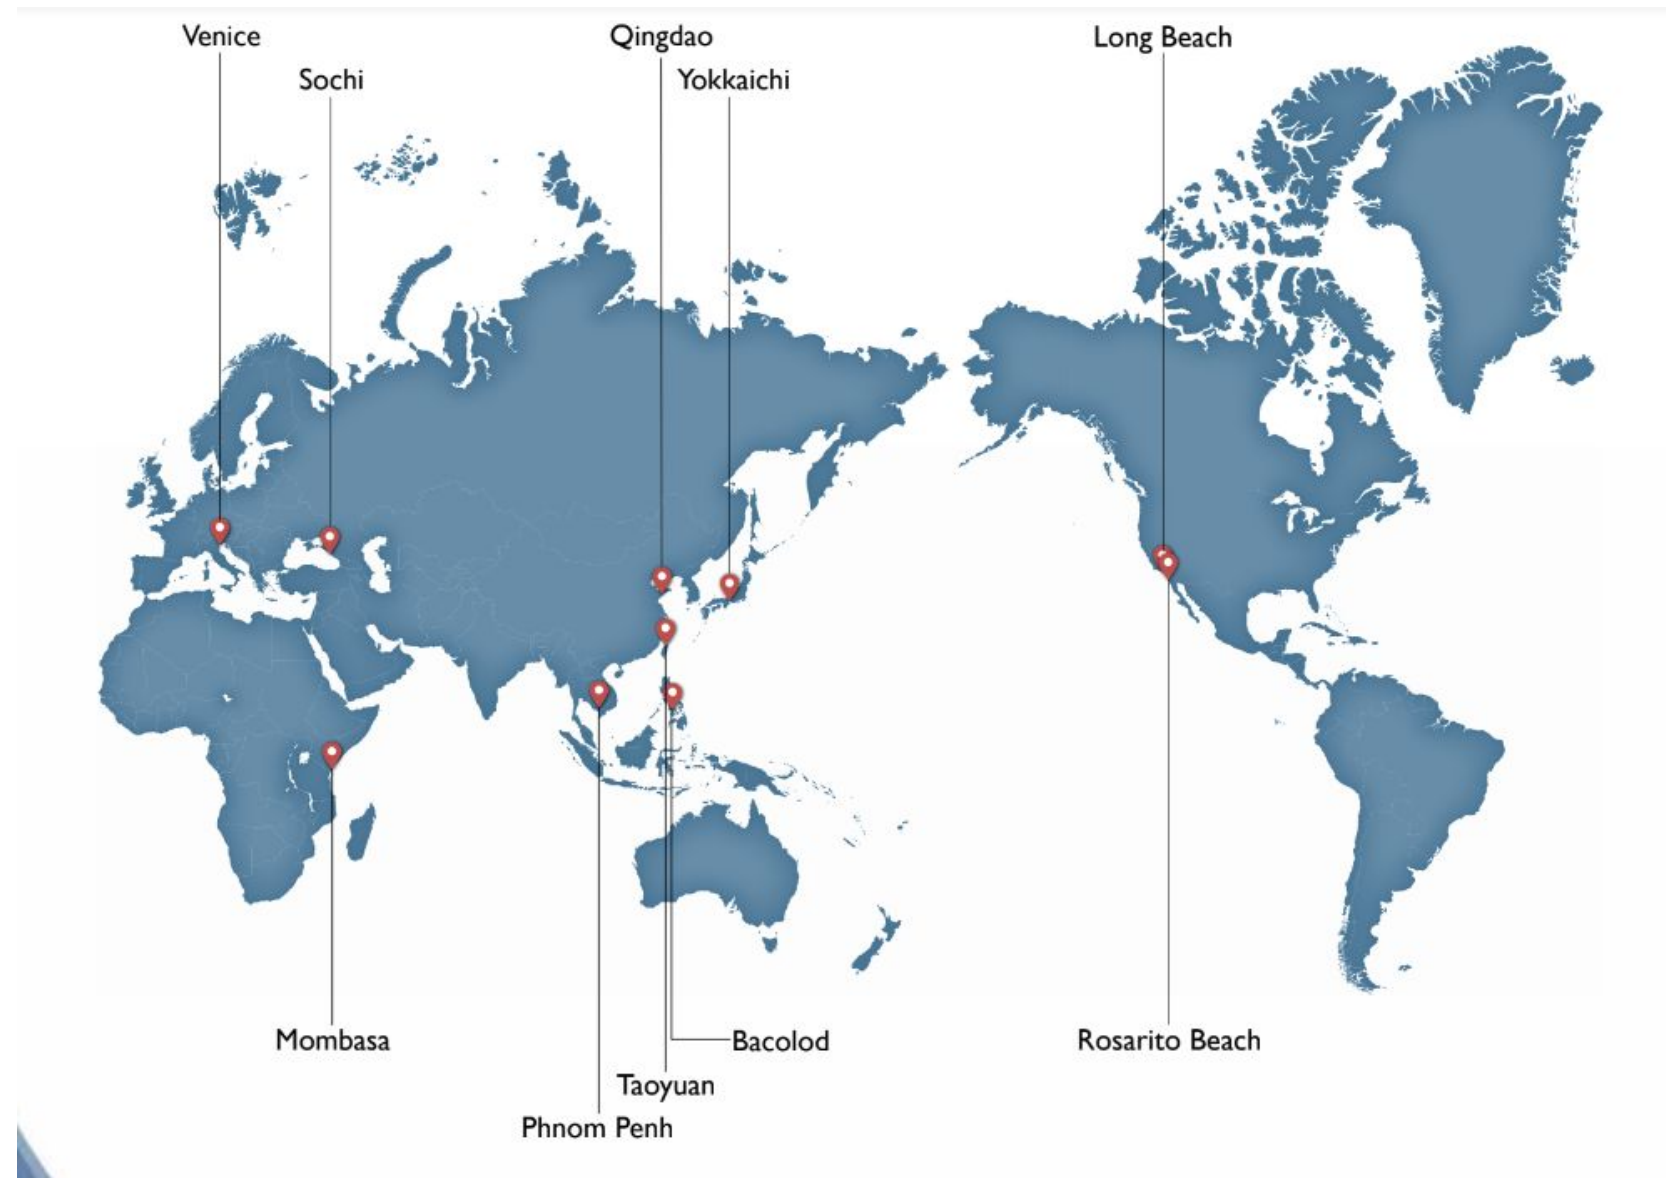 Venice
Qingdao
Long Beach
Sochi
Yokkaichi
Mombasa
Bacolod
Rosarito Beach
Taoyuan
Phnom Penh